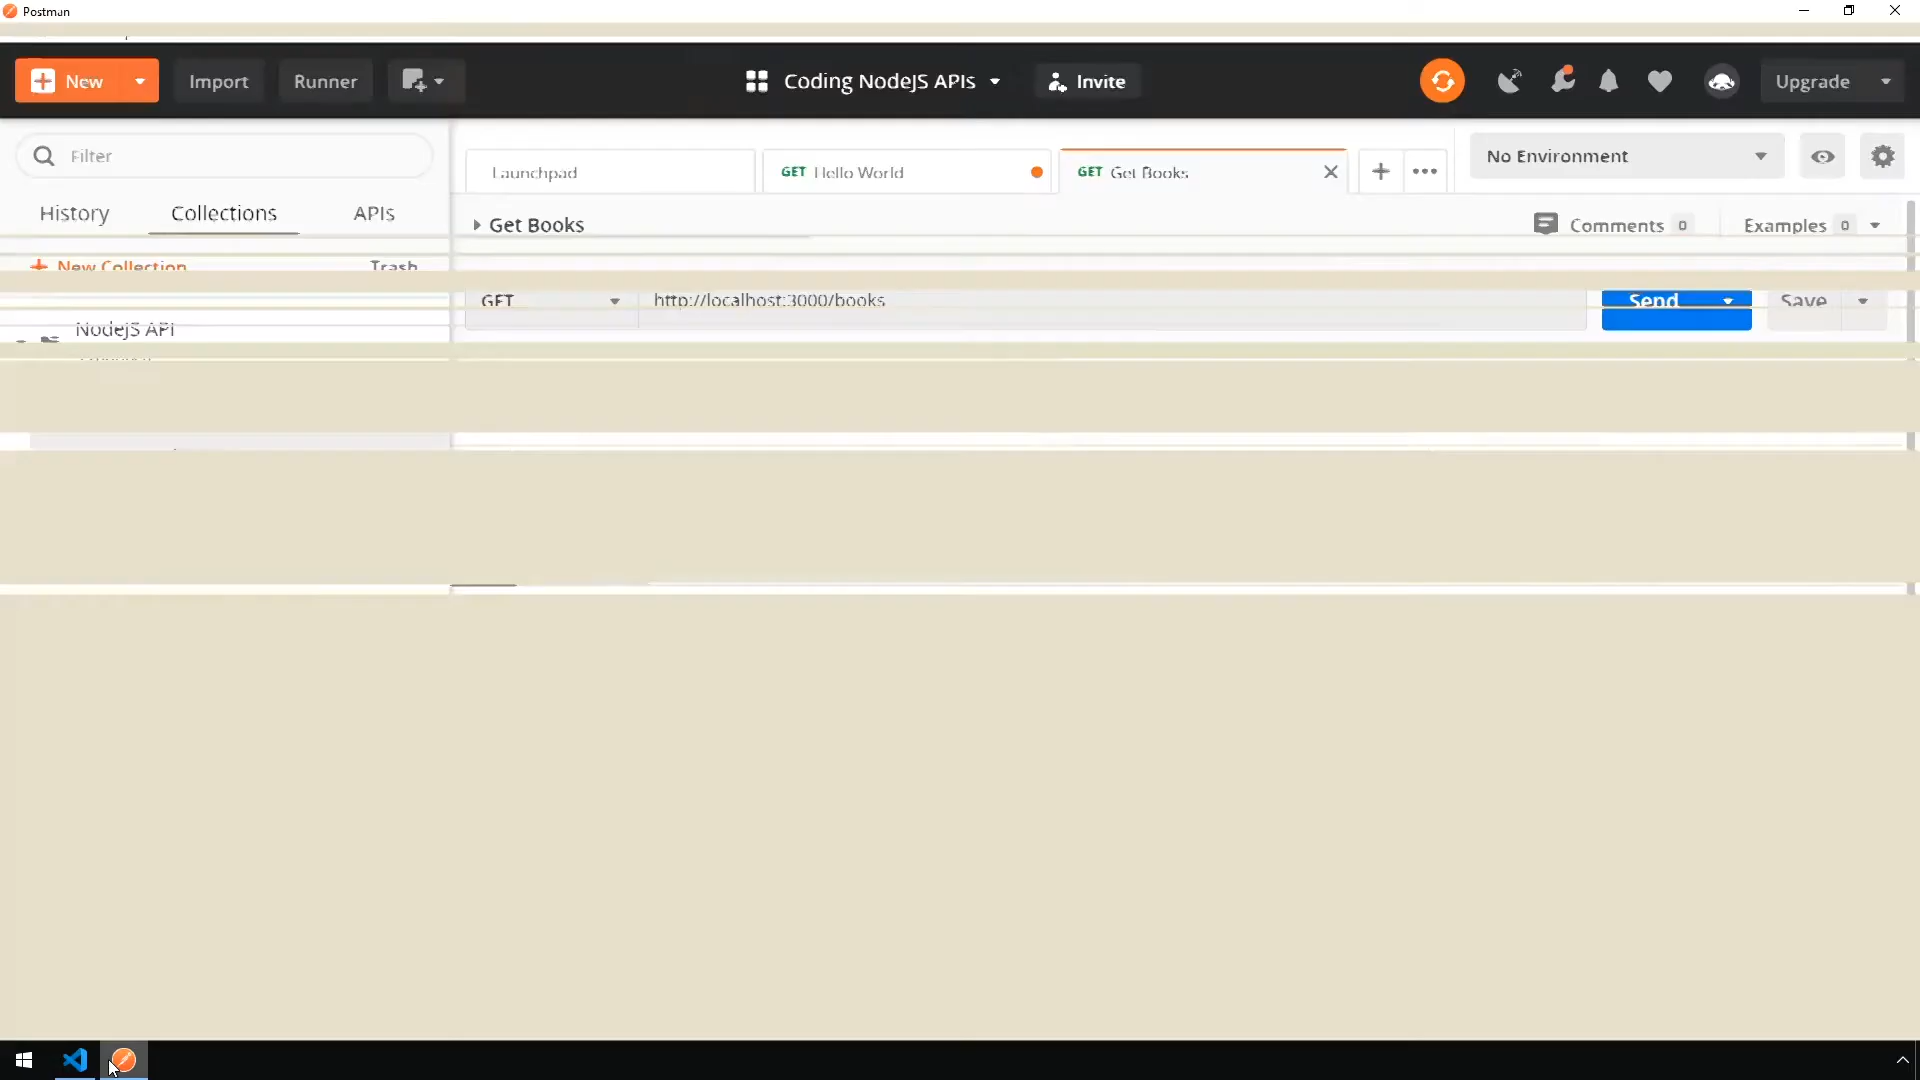 Postman
New Import Runner Coding NodeJS APIs Invite Upgrade
Filter
Launchpad GET Hello World GET Get Books No Environment
History Collections APIs
Get Books Comments 0 Examples 0
New Collection Trash
GET http://localhost:3000/books Send Save
NodeJS API